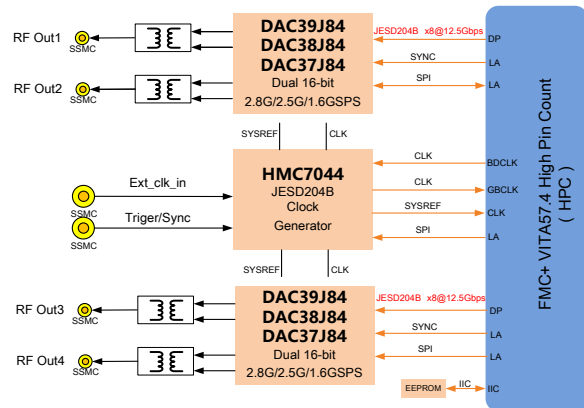 RF Out1
SSMC
RF Out2
SSMC
DAC39J84
DAC38J84
DAC37J84
Dual 16-bit
2.8G/2.5G/1.6GSPS
JESD204B x8@12.5Gbps
DP
SYNC
LA
SPI
LA
SYSREF
CLK
Ext_clk_in
SSMC
Triger/Sync
SSMC
HMC7044
JESD204B
Clock
Generator
CLK
BDCLK
CLK
GBCLK
SYSREF
CLK
SPI
LA
SYSREF
CLK
RF Out3
SSMC
RF Out4
SSMC
DAC39J84
DAC38J84
DAC37J84
Dual 16-bit
2.8G/2.5G/1.6GSPS
JESD204B x8@12.5Gbps
DP
SYNC
LA
SPI
LA
EEPROM
IIC
IIC
FMC+ VITA57.4 High Pin Count
( HPC )